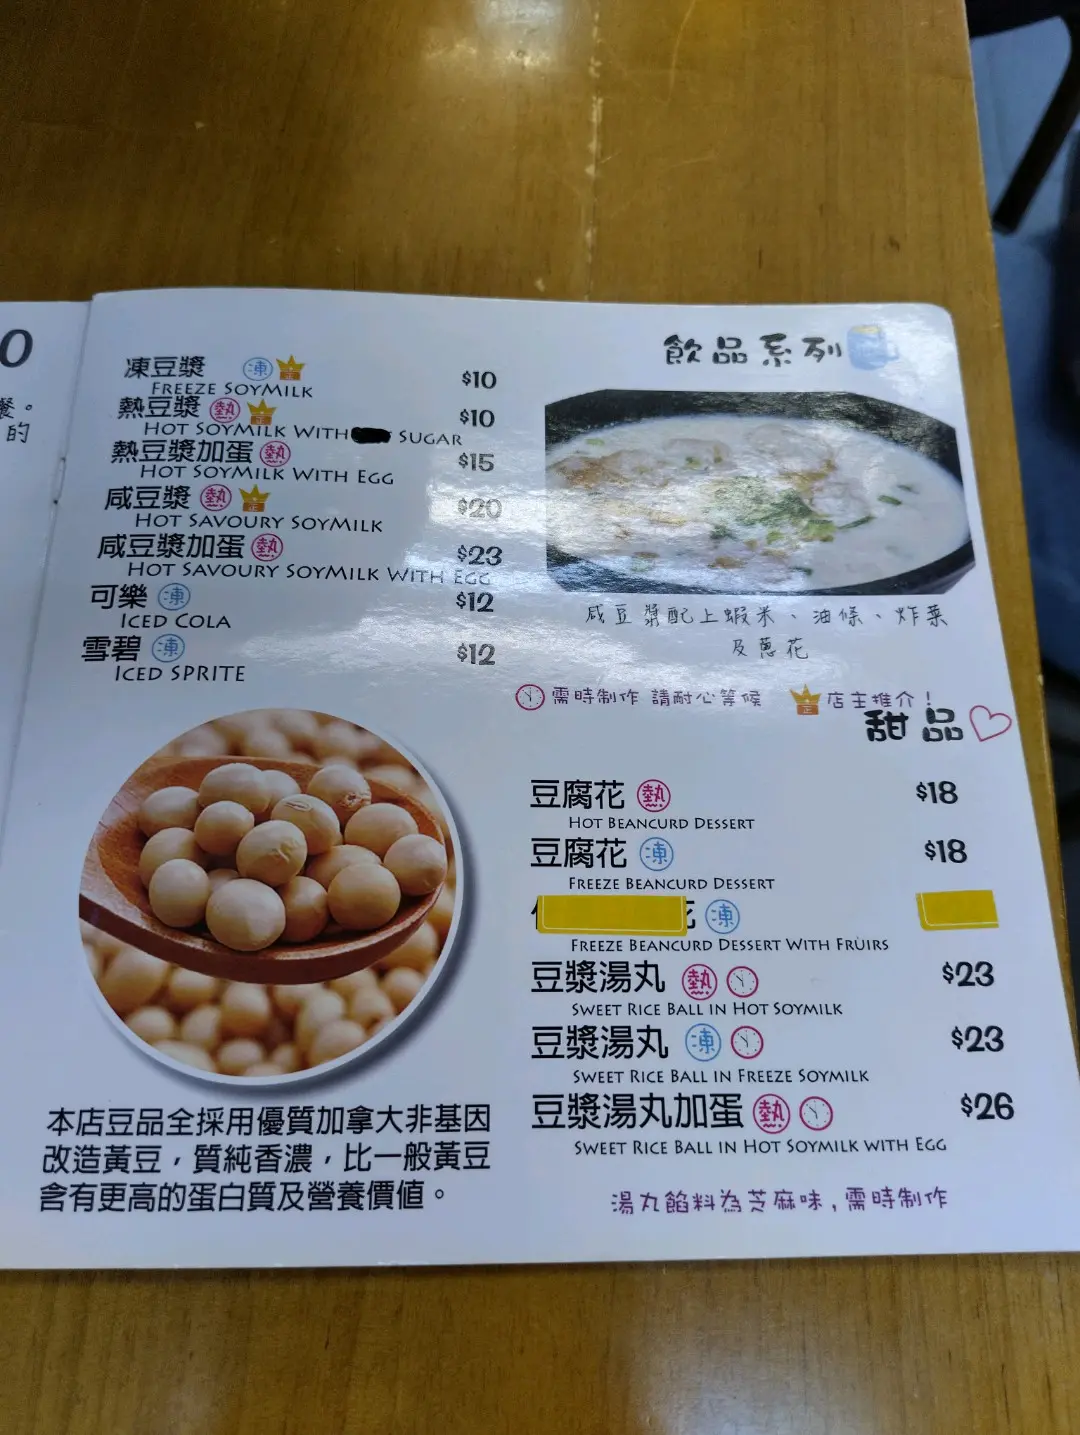 0
餐。
的
飲品系列
凍豆漿 凍 正
FREEZE SOYMILK $10
熱豆漿 熱 正
HOT SOYMILK WITH SUGAR $10
熱豆漿加蛋 熱
HOT SOYMILK WITH EGG $15
咸豆漿 熱 正
HOT SAVOURY SOYMILK $20
咸豆漿加蛋 熱
HOT SAVOURY SOYMILK WITH EGG $23
可樂 凍
ICED COLA $12
雪碧 凍
ICED SPRITE $12
咸豆漿配上蝦米、油條、炸菜
及蔥花
需時制作 請耐心等候 正 店主推介！
甜品
豆腐花 熱 $18
HOT BEANCURD DESSERT
豆腐花 凍 $18
FREEZE BEANCURD DESSERT
花 凍
FREEZE BEANCURD DESSERT WITH FRUIRS
豆漿湯丸 熱 $23
SWEET RICE BALL IN HOT SOYMILK
豆漿湯丸 凍 $23
SWEET RICE BALL IN FREEZE SOYMILK
豆漿湯丸加蛋 熱 $26
SWEET RICE BALL IN HOT SOYMILK WITH EGG
湯丸餡料為芝麻味，需時制作
本店豆品全採用優質加拿大非基因
改造黃豆，質純香濃，比一般黃豆
含有更高的蛋白質及營養價值。